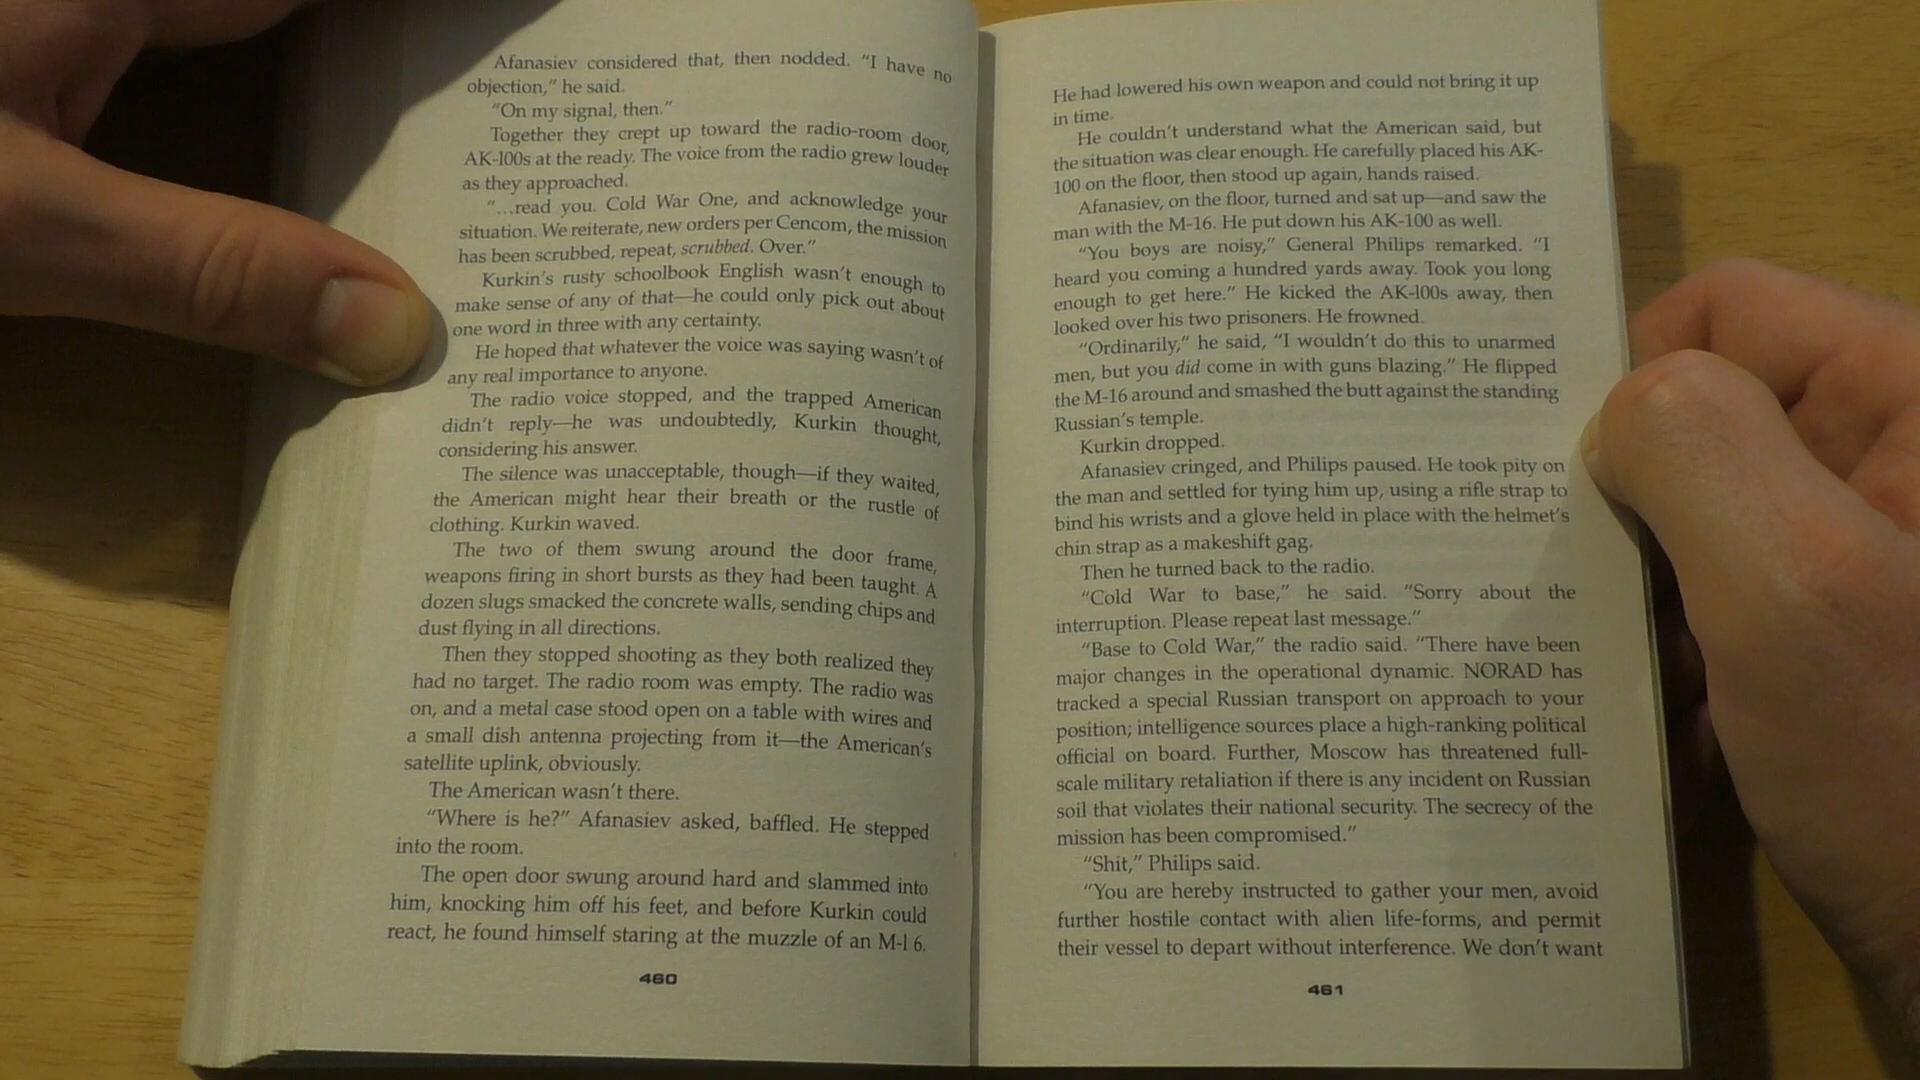 Afanasiev considered that, then nodded. “I have no
objection,” he said.
“On my signal, then.”
Together they crept up toward the radio-room door,
AK-l00s at the ready. The voice from the radio grew louder
as they approached.
“...read you. Cold War One, and acknowledge your
situation. We reiterate, new orders per Cencom, the mission
has been scrubbed, repeat, scrubbed. Over.”
Kurkin’s rusty schoolbook English wasn’t enough to
make sense of any of that—he could only pick out about
one word in three with any certainty.
He hoped that whatever the voice was saying wasn’t of
any real importance to anyone.
The radio voice stopped, and the trapped American
didn’t reply—he was undoubtedly, Kurkin thought,
considering his answer.
The silence was unacceptable, though—if they waited,
the American might hear their breath or the rustle of
clothing. Kurkin waved.
The two of them swung around the door frame,
weapons firing in short bursts as they had been taught. A
dozen slugs smacked the concrete walls, sending chips and
dust flying in all directions.
Then they stopped shooting as they both realized they
had no target. The radio room was empty. The radio was
on, and a metal case stood open on a table with wires and
a small dish antenna projecting from it—the American’s
satellite uplink, obviously.
The American wasn’t there.
“Where is he?” Afanasiev asked, baffled. He stepped
into the room.
The open door swung around hard and slammed into
him, knocking him off his feet, and before Kurkin could
react, he found himself staring at the muzzle of an M-l 6.
460
He had lowered his own weapon and could not bring it up
in time.
He couldn’t understand what the American said, but
the situation was clear enough. He carefully placed his AK-
100 on the floor, then stood up again, hands raised.
Afanasiev, on the floor, turned and sat up—and saw the
man with the M-16. He put down his AK-100 as well.
“You boys are noisy,” General Philips remarked. “I
heard you coming a hundred yards away. Took you long
enough to get here.” He kicked the AK-l00s away, then
looked over his two prisoners. He frowned.
“Ordinarily,” he said, “I wouldn’t do this to unarmed
men, but you did come in with guns blazing.” He flipped
the M-16 around and smashed the butt against the standing
Russian’s temple.
Kurkin dropped.
Afanasiev cringed, and Philips paused. He took pity on
the man and settled for tying him up, using a rifle strap to
bind his wrists and a glove held in place with the helmet’s
chin strap as a makeshift gag.
Then he turned back to the radio.
“Cold War to base,” he said. “Sorry about the
interruption. Please repeat last message.”
“Base to Cold War,” the radio said. “There have been
major changes in the operational dynamic. NORAD has
tracked a special Russian transport on approach to your
position; intelligence sources place a high-ranking political
official on board. Further, Moscow has threatened full-
scale military retaliation if there is any incident on Russian
soil that violates their national security. The secrecy of the
mission has been compromised.”
“Shit,” Philips said.
“You are hereby instructed to gather your men, avoid
further hostile contact with alien life-forms, and permit
their vessel to depart without interference. We don’t want
461